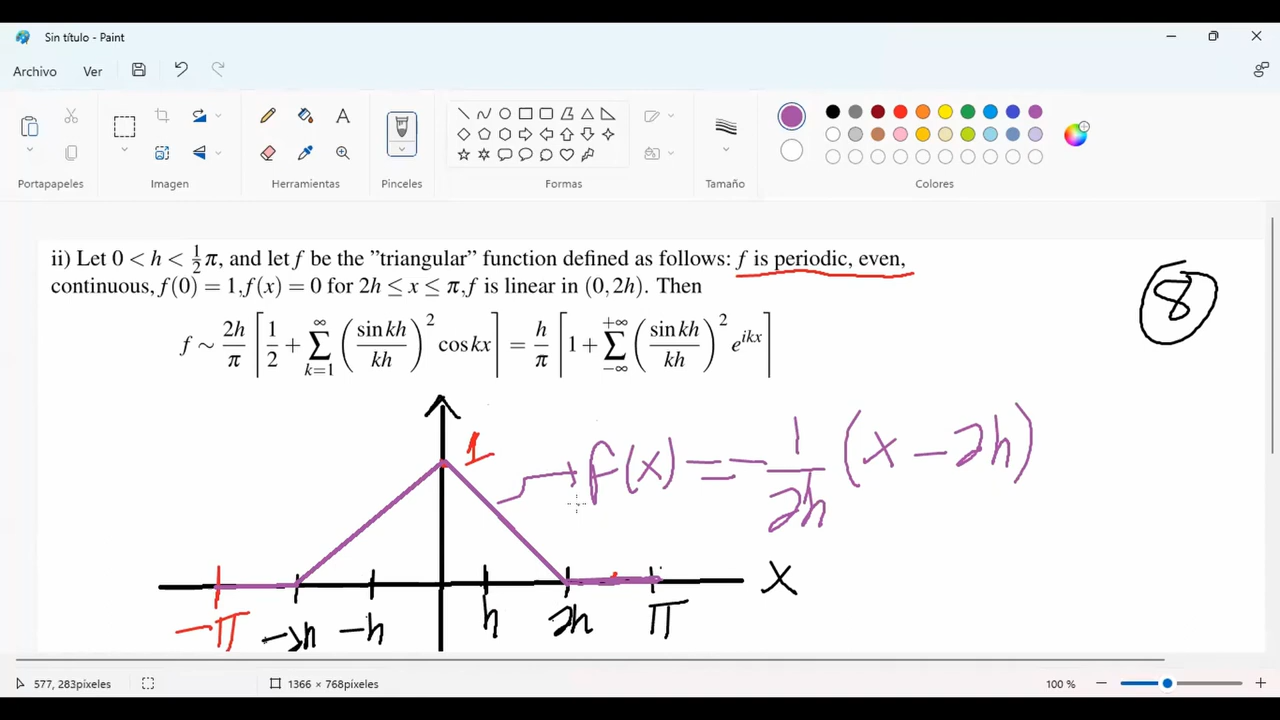 Sin título - Paint
Archivo Ver
Portapapeles Imagen Herramientas Pinceles Formas Tamaño Colores
ii) Let 0 < h < ½π, and let f be the ”triangular” function defined as follows: f is periodic, even,
continuous, f(0) = 1, f(x) = 0 for 2h ≤ x ≤ π, f is linear in (0, 2h). Then
f ∼ 2h/π [1/2 + ∑_{k=1}^{∞} (sin kh / kh)^2 cos kx] = h/π [1 + ∑_{-∞}^{+∞} (sin kh / kh)^2 e^{ikx}]
8
1
f(x) = -1/2h (x - 2h)
x
-π -2h -h h 2h π
577, 283píxeles 1366 × 768píxeles 100 %